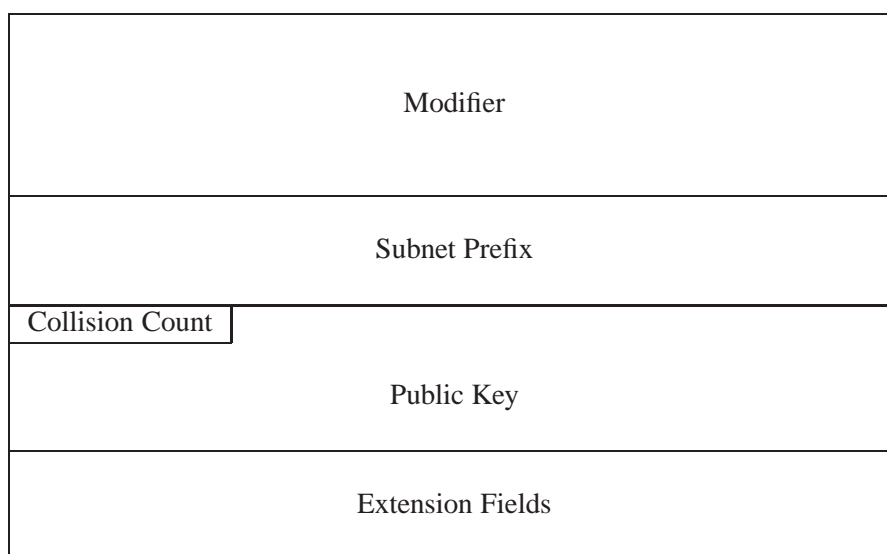 Modifier
Subnet Prefix
Collision Count
Public Key
Extension Fields